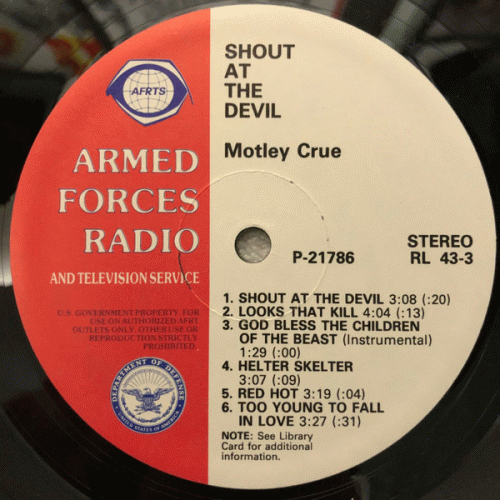 SHOUT
AT
THE
DEVIL
AFRTS
Motley Crue
ARMED
FORCES
RADIO
AND TELEVISION SERVICE
P-21786
STEREO
RL 43-3
U.S. GOVERNMENT PROPERTY. FOR
USE ON AUTHORIZED AFRT
OUTLETS ONLY. OTHER USE OR
REPRODUCTION STRICTLY
PROHIBITED.
1. SHOUT AT THE DEVIL 3:08 (:20)
2. LOOKS THAT KILL 4:04 (:13)
3. GOD BLESS THE CHILDREN
OF THE BEAST (Instrumental)
1:29 (:00)
4. HELTER SKELTER
3:07 (:09)
5. RED HOT 3:19 (:04)
6. TOO YOUNG TO FALL
IN LOVE 3:27 (:31)
NOTE: See Library
Card for additional
information.
DEPARTMENT OF DEFENSE
UNITED STATES OF AMERICA